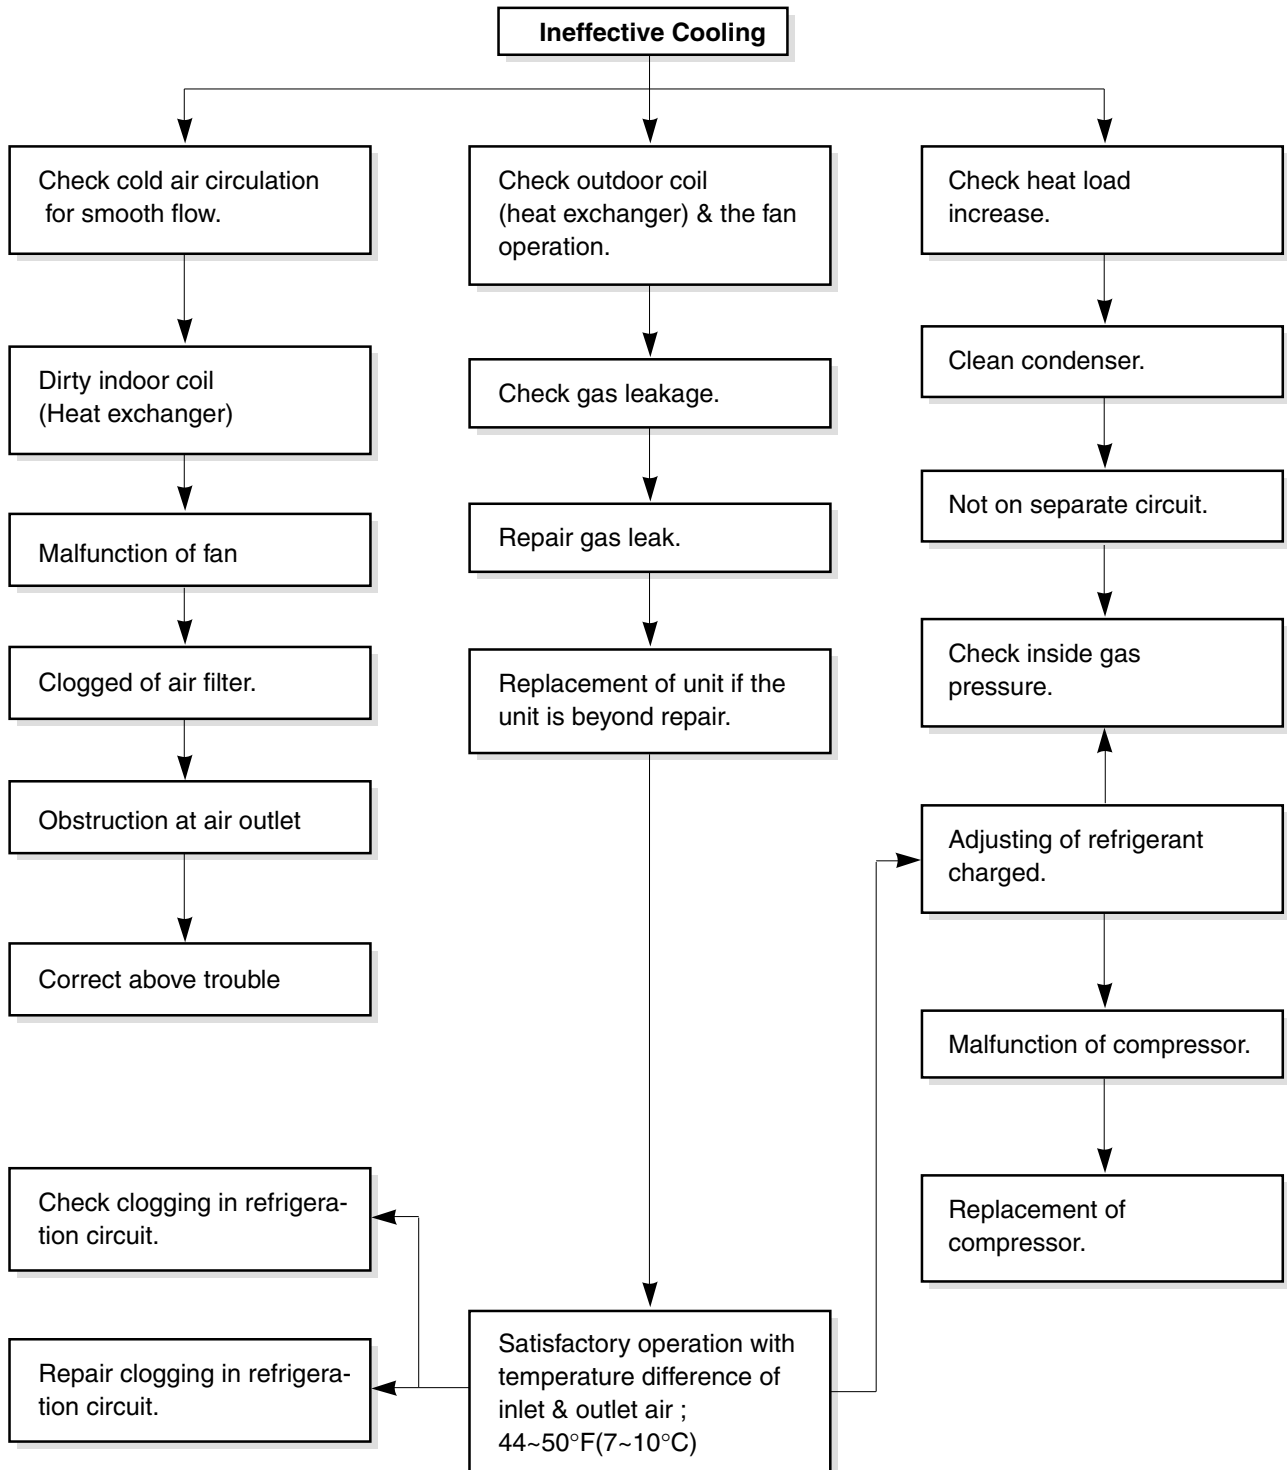 Ineffective Cooling
Check cold air circulation
for smooth flow.
Dirty indoor coil
(Heat exchanger)
Malfunction of fan
Clogged of air filter.
Obstruction at air outlet
Correct above trouble
Check outdoor coil
(heat exchanger) & the fan
operation.
Check gas leakage.
Repair gas leak.
Replacement of unit if the
unit is beyond repair.
Check heat load
increase.
Clean condenser.
Not on separate circuit.
Check inside gas
pressure.
Adjusting of refrigerant
charged.
Malfunction of compressor.
Replacement of
compressor.
Check clogging in refrigera-
tion circuit.
Repair clogging in refrigera-
tion circuit.
Satisfactory operation with
temperature difference of
inlet & outlet air ;
44~50°F(7~10°C)